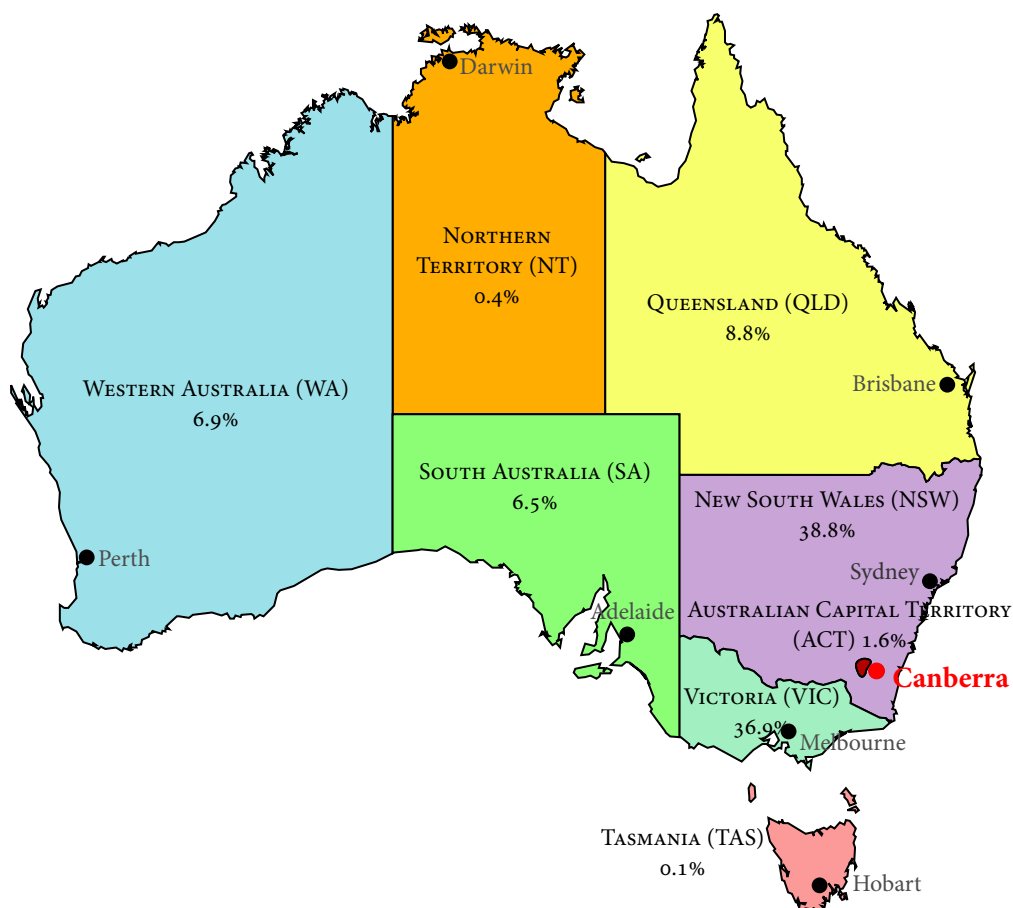 Darwin
Northern
Territory (NT)
0.4%
Queensland (QLD)
8.8%
Western Australia (WA)
6.9%
Brisbane
South Australia (SA)
6.5%
New South Wales (NSW)
38.8%
Perth
Sydney
Adelaide
Australian Capital Territory
(ACT) 1.6%
Canberra
Victoria (VIC)
36.9%
Melbourne
Tasmania (TAS)
0.1%
Hobart